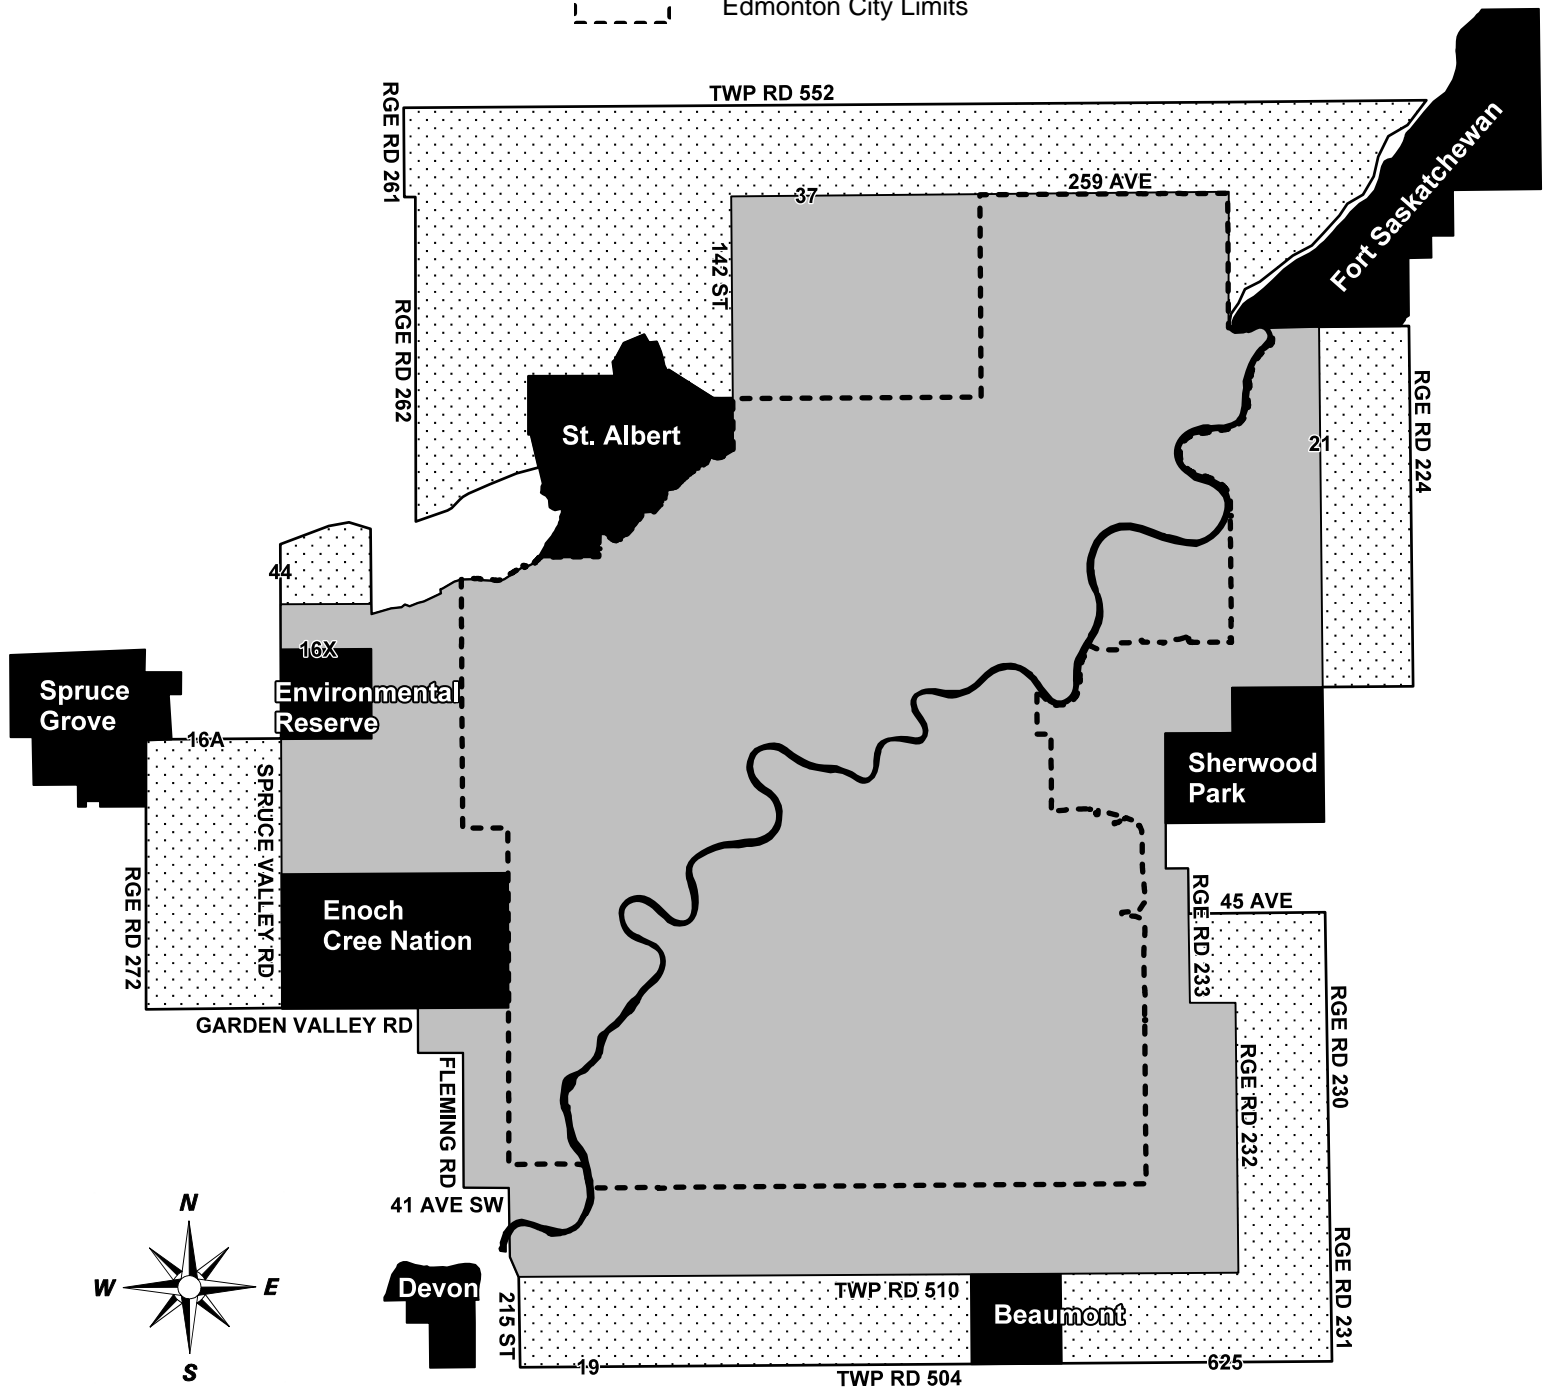 Edmonton City Limits
TWP RD 552
RGE RD 261
Fort Saskatchewan
259 AVE
37
142 ST
RGE RD 262
RGE RD 224
St. Albert
21
44
16X
Spruce
Grove
Environmental
Reserve
16A
SPRUCE VALLEY RD
Sherwood
Park
RGE RD 272
Enoch
Cree Nation
RGE RD 233
45 AVE
GARDEN VALLEY RD
RGE RD 230
FLEMING RD
RGE RD 232
41 AVE SW
N
W
E
S
Devon
215 ST
TWP RD 510
Beaumont
RGE RD 231
19
TWP RD 504
625